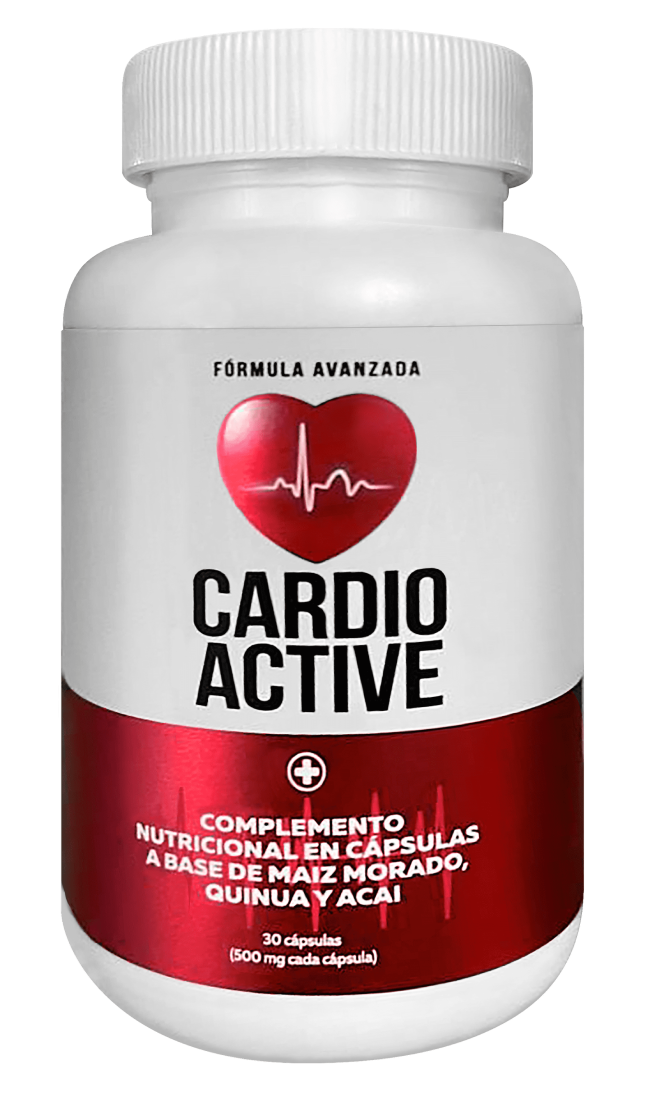 FÓRMULA AVANZADA
CARDIO
ACTIVE
COMPLEMENTO
NUTRICIONAL EN CÁPSULAS
A BASE DE MAIZ MORADO,
QUINUA Y ACAI
30 cápsulas
(500 mg cada cápsula)